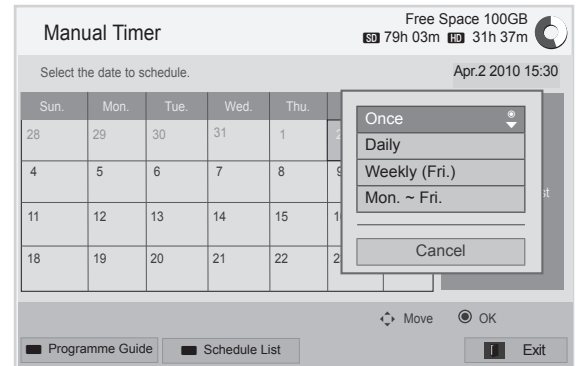 Manual Timer
Free Space 100GB
SD 79h 03m HD 31h 37m
Select the date to schedule.
Apr.2 2010 15:30
Sun. Mon. Tue. Wed. Thu.
28 29 30 31 1 2
4 5 6 7 8 9
11 12 13 14 15
18 19 20 21 22
Once
Daily
Weekly (Fri.)
Mon. ~ Fri.
Cancel
Move OK
Programme Guide Schedule List Exit